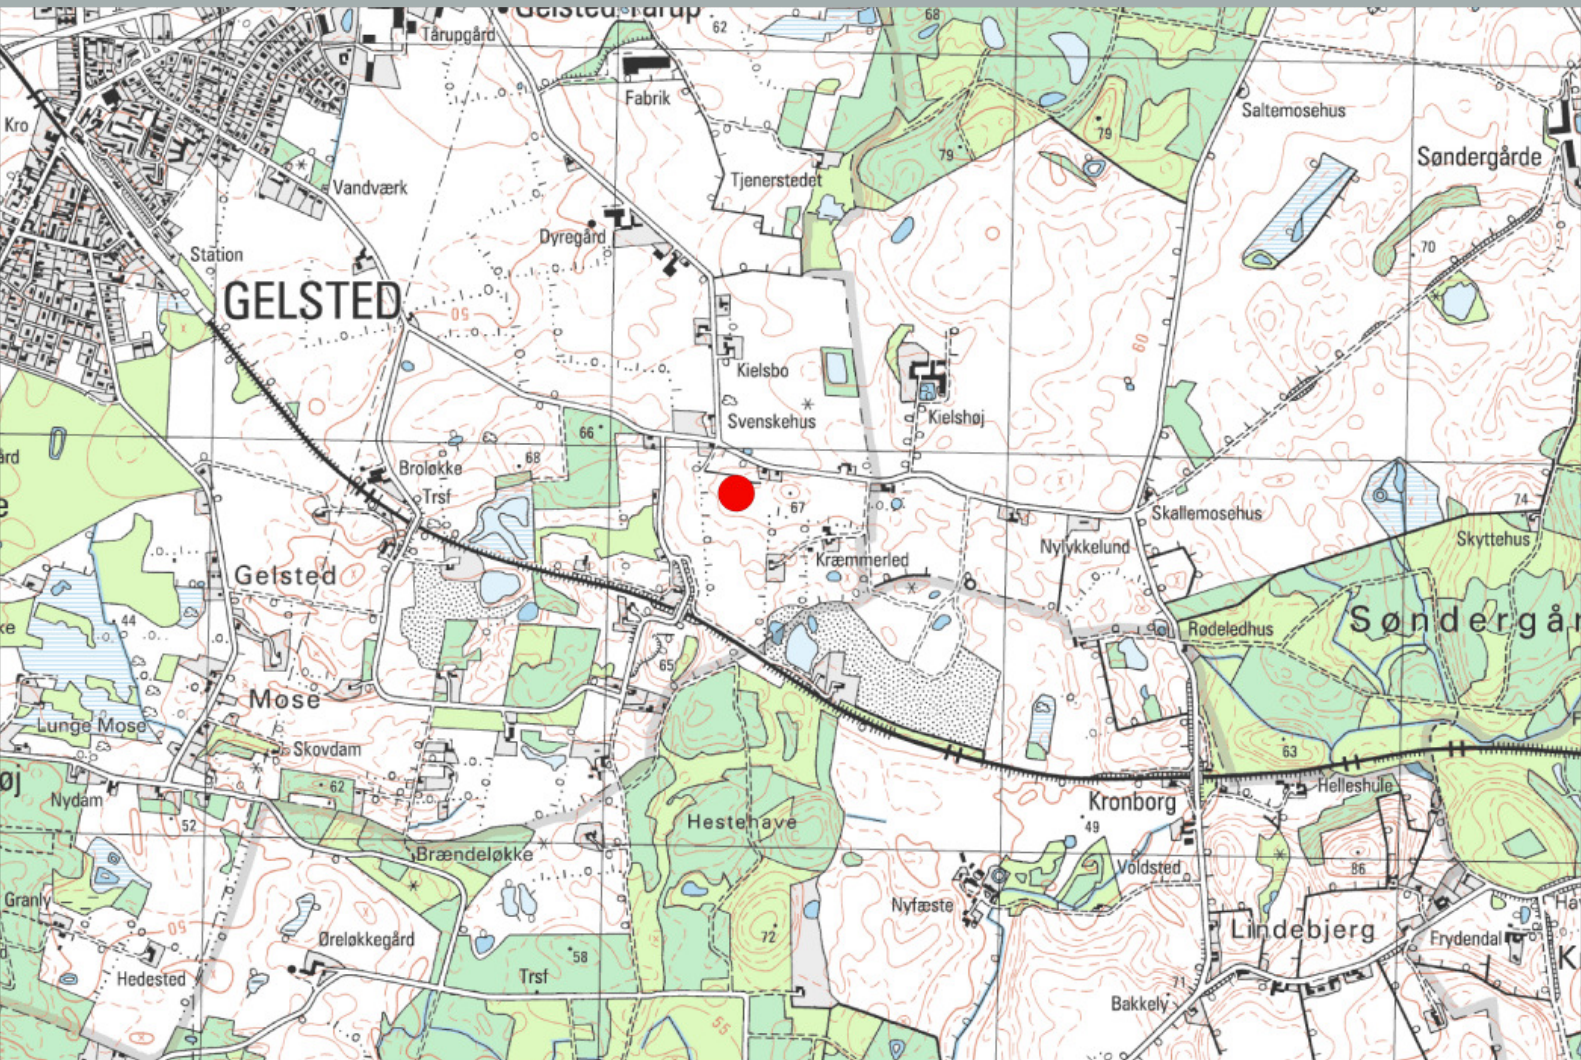 Gelsted Tårup
68
62
Tårupgård
Fabrik
Kro
79
79
Saltemosehus
Søndergårde
Vandværk
Tjenerstedet
Dyregård
70
Station
GELSTED
50
60
Kielsbo
Kielshøj
Svenskehus
66
68
Broløkke
Trsf
67
74
Skallemosehus
Skyttehus
Nylykkelund
Kræmmerled
Gelsted
Mose
44
Rødeledhus
Søndergår
65
Lunge Mose
Skovdam
63
øj
Nydam
62
Helleshule
Kronborg
52
Hestehave
49
Brændeløkke
Voldsted
86
Granly
Nyfæste
50
Øreløkkegård
72
Lindebjerg
Frydendal
58
Hedested
Trsf
71
Bakkely
55